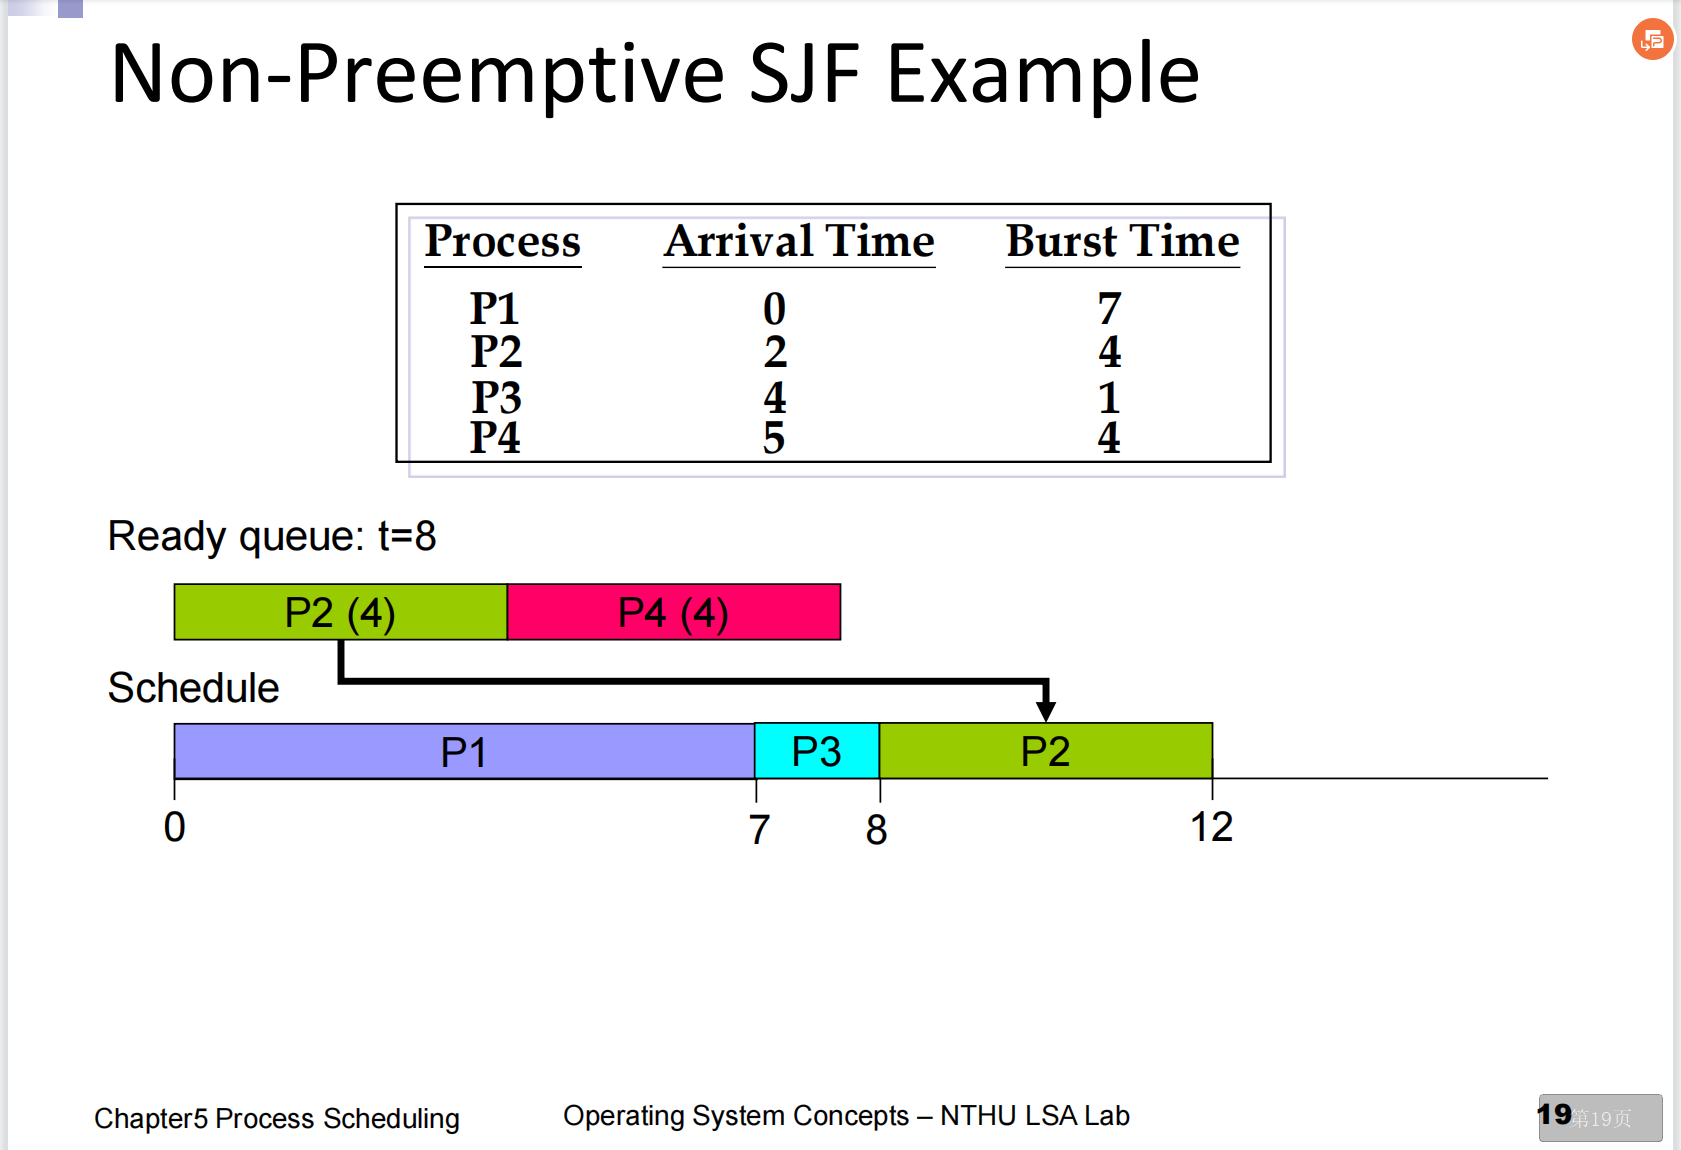 Non-Preemptive SJF Example
Process Arrival Time Burst Time
P1 0 7
P2 2 4
P3 4 1
P4 5 4
Ready queue: t=8
P2 (4) P4 (4)
Schedule
P1 P3 P2
0 7 8 12
Chapter5 Process Scheduling Operating System Concepts – NTHU LSA Lab 19 第19页